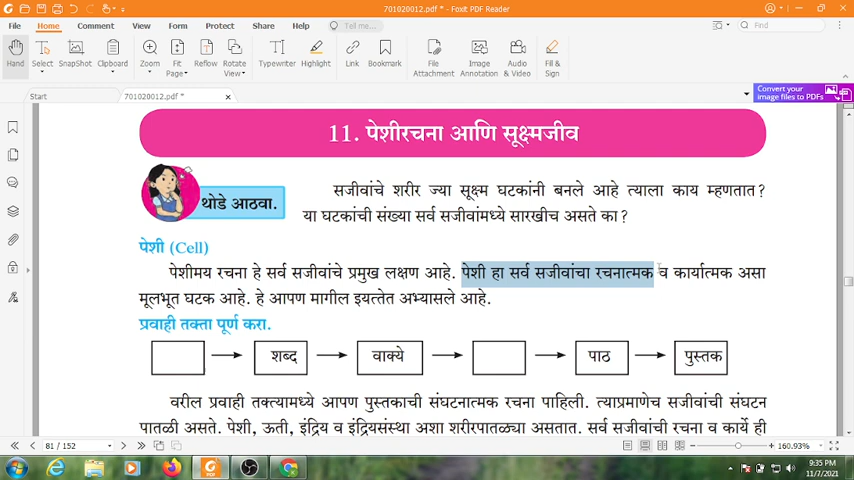 701020012.pdf * - Foxit PDF Reader
File Home Comment View Form Protect Share Help Tell me... Find
Hand Select SnapShot Clipboard Zoom Fit Page Reflow Rotate View Typewriter Highlight Link Bookmark File Attachment Image Annotation Audio & Video Fill & Sign
Start 701020012.pdf * Convert your image files to PDFs
11. पेशीरचना आणि सूक्ष्मजीव
थोडे आठवा.
सजीवांचे शरीर ज्या सूक्ष्म घटकांनी बनले आहे त्याला काय म्हणतात?
या घटकांची संख्या सर्व सजीवांमध्ये सारखीच असते का?
पेशी (Cell)
पेशीमय रचना हे सर्व सजीवांचे प्रमुख लक्षण आहे. पेशी हा सर्व सजीवांचा रचनात्मक व कार्यात्मक असा
मूलभूत घटक आहे. हे आपण मागील इयत्तेत अभ्यासले आहे.
प्रवाही तक्ता पूर्ण करा.
शब्द वाक्ये पाठ पुस्तक
वरील प्रवाही तक्त्यामध्ये आपण पुस्तकाची संघटनात्मक रचना पाहिली. त्याप्रमाणेच सजीवांची संघटन
पातळी असते. पेशी, ऊती, इंद्रिय व इंद्रियसंस्था अशा शरीरपातळ्या असतात. सर्व सजीवांची रचना व कार्ये ही
81 / 152 160.93%
9:35 PM
11/7/2021